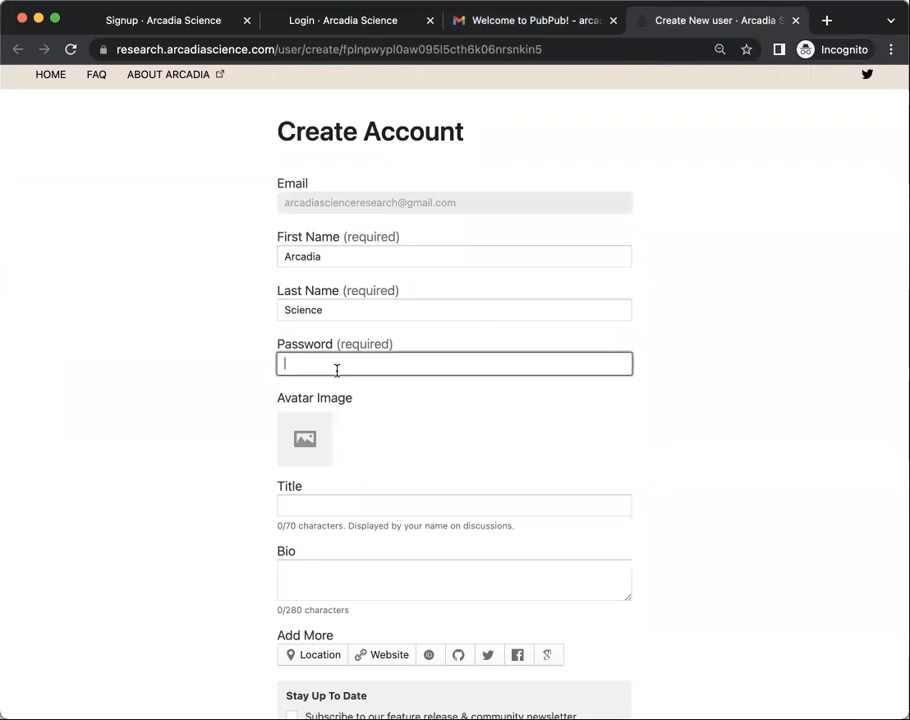 Signup · Arcadia Science
Login · Arcadia Science
Welcome to PubPub! - arcad
Create New user · Arcadia S
research.arcadiascience.com/user/create/fplnpwypl0aw095l5cth6k06nrsnkin5
Incognito
HOME FAQ ABOUT ARCADIA
Create Account
Email
arcadiascienceresearch@gmail.com
First Name (required)
Arcadia
Last Name (required)
Science
Password (required)
Avatar Image
Title
0/70 characters. Displayed by your name on discussions.
Bio
0/280 characters
Add More
Location Website
Stay Up To Date
Subscribe to our feature release & community newsletter.